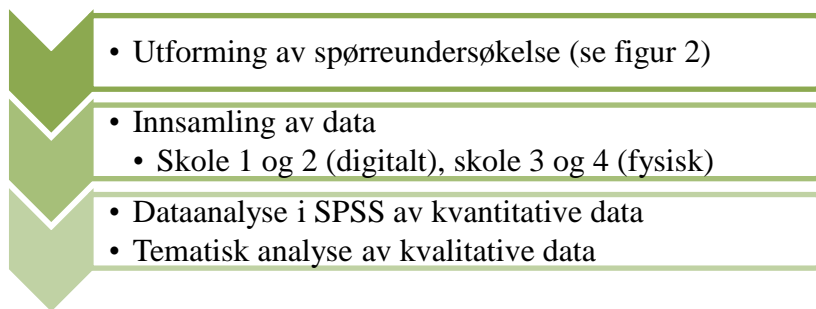 • Utforming av spørreundersøkelse (se figur 2)
• Innsamling av data
• Skole 1 og 2 (digitalt), skole 3 og 4 (fysisk)
• Dataanalyse i SPSS av kvantitative data
• Tematisk analyse av kvalitative data